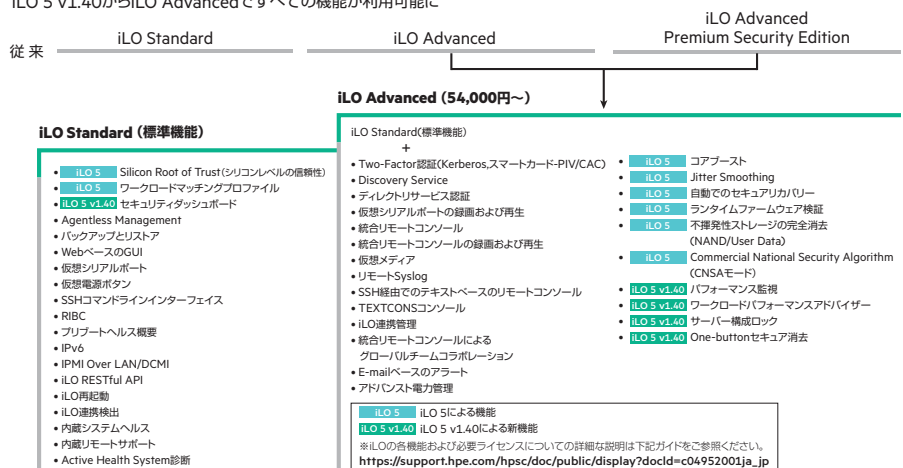 iLO 5 v1.40からiLO Advancedですべての機能が利用可能に
従来
iLO Standard
iLO Advanced
iLO Advanced
Premium Security Edition
iLO Standard（標準機能）
• iLO 5 Silicon Root of Trust(シリコンレベルの信頼性)
• iLO 5 ワークロードマッチングプロファイル
• iLO 5 v1.40 セキュリティダッシュボード
• Agentless Management
• バックアップとリストア
• WebベースのGUI
• 仮想シリアルポート
• 仮想電源ボタン
• SSHコマンドラインインターフェイス
• RIBC
• プリブートヘルス概要
• IPv6
• IPMI Over LAN/DCMI
• iLO RESTful API
• iLO再起動
• iLO連携検出
• 内蔵システムヘルス
• 内蔵リモートサポート
• Active Health System診断
iLO Advanced（54,000円～）
iLO Standard(標準機能)
+
• Two-Factor認証(Kerberos,スマートカード-PIV/CAC)
• Discovery Service
• ディレクトリサービス認証
• 仮想シリアルポートの録画および再生
• 統合リモートコンソール
• 統合リモートコンソールの録画および再生
• 仮想メディア
• リモートSyslog
• SSH経由でのテキストベースのリモートコンソール
• TEXTCONSコンソール
• iLO連携管理
• 統合リモートコンソールによる
グローバルチームコラボレーション
• E-mailベースのアラート
• アドバンスト電力管理
• iLO 5 コアブースト
• iLO 5 Jitter Smoothing
• iLO 5 自動でのセキュアリカバリー
• iLO 5 ランタイムファームウェア検証
• iLO 5 不揮発性ストレージの完全消去
(NAND/User Data)
• iLO 5 Commercial National Security Algorithm
(CNSAモード)
• iLO 5 v1.40 パフォーマンス監視
• iLO 5 v1.40 ワークロードパフォーマンスアドバイザー
• iLO 5 v1.40 サーバー構成ロック
• iLO 5 v1.40 One-buttonセキュア消去
iLO 5 iLO 5による機能
iLO 5 v1.40 iLO 5 v1.40による新機能
※iLOの各機能および必要ライセンスについての詳細な説明は下記ガイドをご参照ください。
https://support.hpe.com/hpsc/doc/public/display?docId=c04952001ja_jp